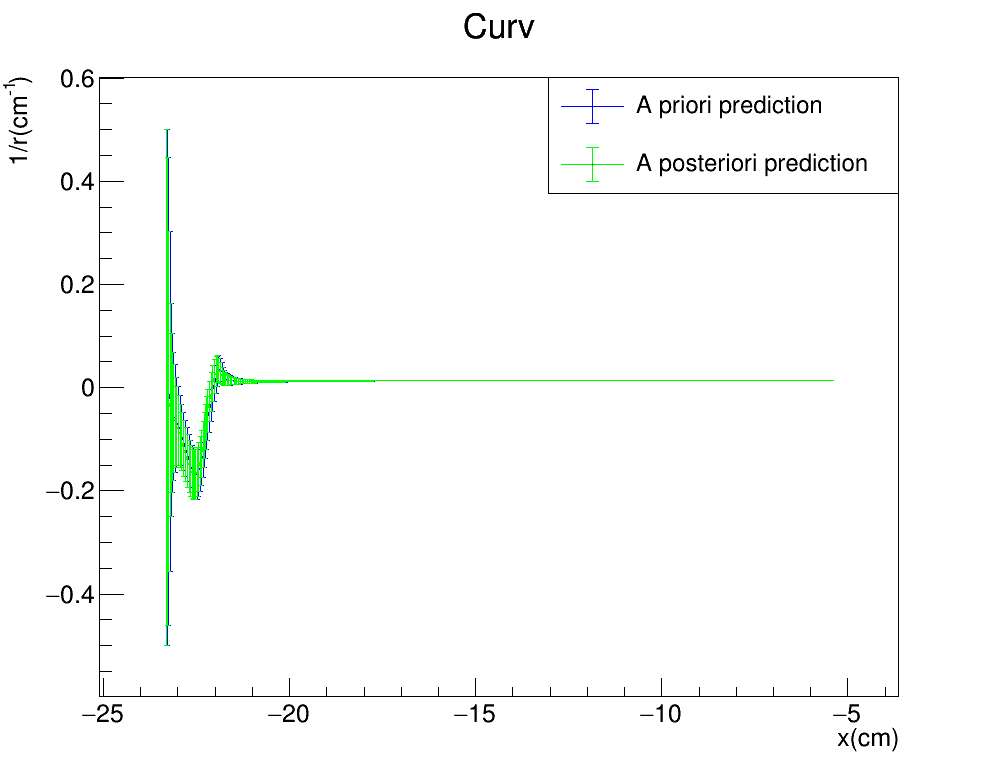 Curv
1/r(cm⁻¹)
A priori prediction
A posteriori prediction
0.6
0.4
0.2
0
−0.2
−0.4
−25 −20 −15 −10 −5
x(cm)